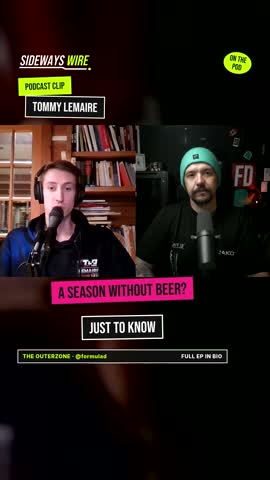 SIDEWAYS WIRE.
ON THE
POD
PODCAST CLIP
TOMMY LEMAIRE
FD
A SEASON WITHOUT BEER?
JUST TO KNOW
THE OUTERZONE - @formulad
FULL EP IN BIO